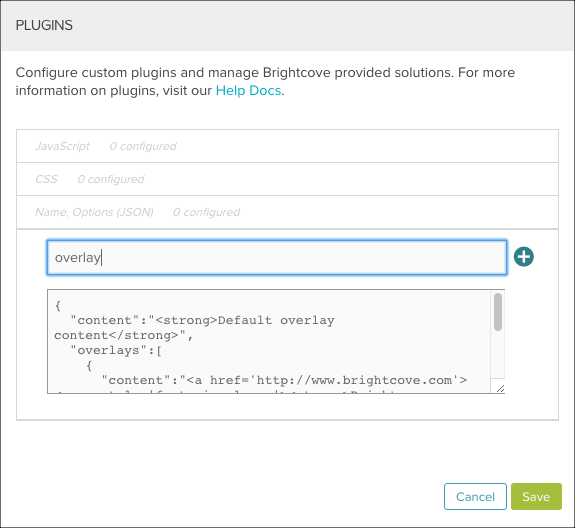 PLUGINS
Configure custom plugins and manage Brightcove provided solutions. For more
information on plugins, visit our Help Docs.
JavaScript 0 configured
CSS 0 configured
Name, Options (JSON) 0 configured
overlay
{
"content":"<strong>Default overlay
content</strong>",
"overlays":[
{
"content":"<a href='http://www.brightcove.com'>
Cancel Save